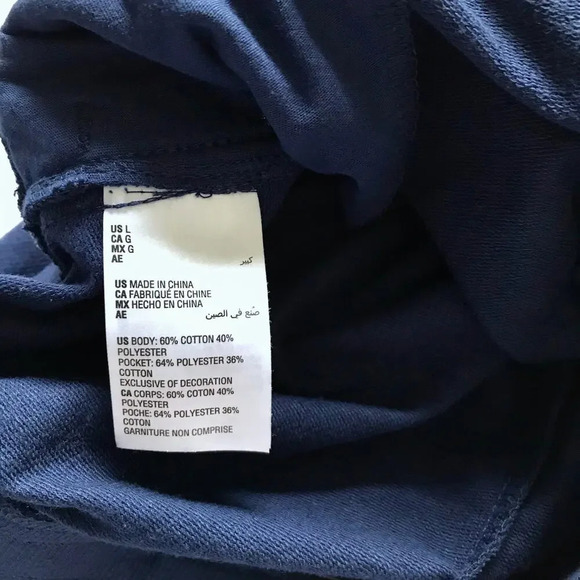 US L
CA G
MX G
AE كبير
US MADE IN CHINA
CA FABRIQUÉ EN CHINE
MX HECHO EN CHINA
AE صنع في الصين
US BODY: 60% COTTON 40%
POLYESTER
POCKET: 64% POLYESTER 36%
COTTON
EXCLUSIVE OF DECORATION
CA CORPS: 60% COTON 40%
POLYESTER
POCHE: 64% POLYESTER 36%
COTON
GARNITURE NON COMPRISE